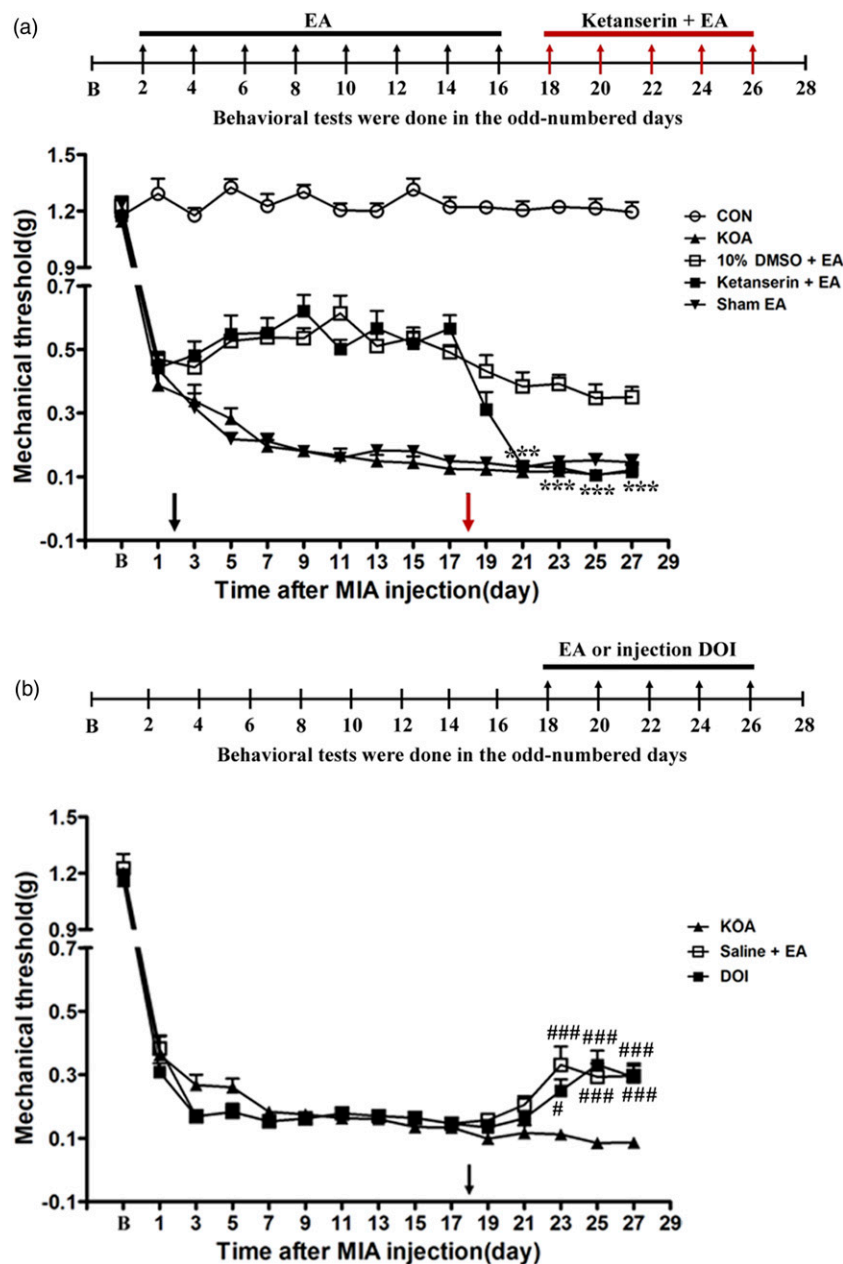 (a)
EA
Ketanserin + EA
B 2 4 6 8 10 12 14 16 18 20 22 24 26 28
Behavioral tests were done in the odd-numbered days
Mechanical threshold(g)
1.5
1.2
0.9
0.7
0.5
0.3
0.1
-0.1
CON
KOA
10% DMSO + EA
Ketanserin + EA
Sham EA
***
*** *** ***
B 1 3 5 7 9 11 13 15 17 19 21 23 25 27 29
Time after MIA injection(day)
(b)
EA or injection DOI
B 2 4 6 8 10 12 14 16 18 20 22 24 26 28
Behavioral tests were done in the odd-numbered days
Mechanical threshold(g)
1.5
1.2
0.9
0.7
0.5
0.3
0.1
-0.1
KOA
Saline + EA
DOI
### ### ###
# ### ###
B 1 3 5 7 9 11 13 15 17 19 21 23 25 27 29
Time after MIA injection(day)